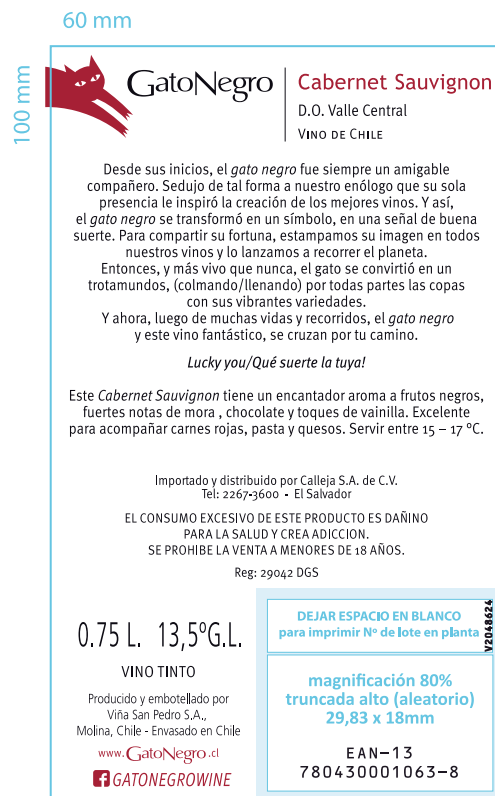 60 mm
100 mm
GatoNegro
Cabernet Sauvignon
D.O. Valle Central
VINO DE CHILE
Desde sus inicios, el gato negro fue siempre un amigable
compañero. Sedujo de tal forma a nuestro enólogo que su sola
presencia le inspiró la creación de los mejores vinos. Y así,
el gato negro se transformó en un símbolo, en una señal de buena
suerte. Para compartir su fortuna, estampamos su imagen en todos
nuestros vinos y lo lanzamos a recorrer el planeta.
Entonces, y más vivo que nunca, el gato se convirtió en un
trotamundos, (colmando/llenando) por todas partes las copas
con sus vibrantes variedades.
Y ahora, luego de muchas vidas y recorridos, el gato negro
y este vino fantástico, se cruzan por tu camino.
Lucky you/Qué suerte la tuya!
Este Cabernet Sauvignon tiene un encantador aroma a frutos negros,
fuertes notas de mora , chocolate y toques de vainilla. Excelente
para acompañar carnes rojas, pasta y quesos. Servir entre 15 – 17 °C.
Importado y distribuido por Calleja S.A. de C.V.
Tel: 2267-3600 - El Salvador
EL CONSUMO EXCESIVO DE ESTE PRODUCTO ES DAÑINO
PARA LA SALUD Y CREA ADICCION.
SE PROHIBE LA VENTA A MENORES DE 18 AÑOS.
Reg: 29042 DGS
0.75 L. 13,5°G.L.
VINO TINTO
Producido y embotellado por
Viña San Pedro S.A.,
Molina, Chile - Envasado en Chile
www.GatoNegro.cl
GATONEGROWINE
DEJAR ESPACIO EN BLANCO
para imprimir Nº de lote en planta
V2048624
magnificación 80%
truncada alto (aleatorio)
29,83 x 18mm
EAN-13
780430001063-8